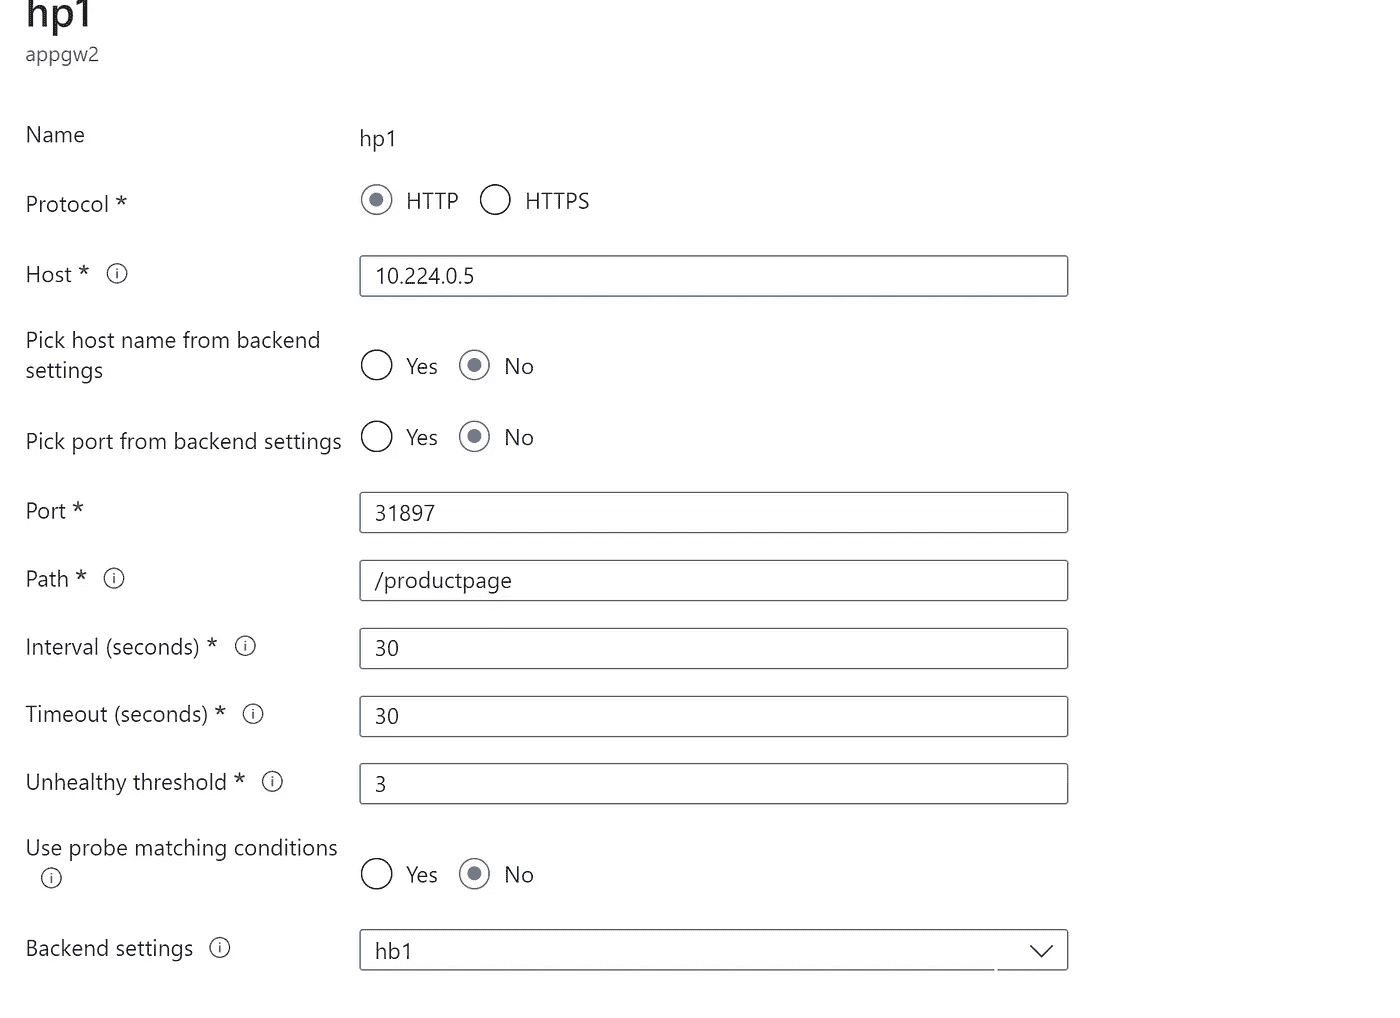 hp1
appgw2
Name hp1
Protocol * HTTP HTTPS
Host * 10.224.0.5
Pick host name from backend
settings Yes No
Pick port from backend settings Yes No
Port * 31897
Path * /productpage
Interval (seconds) * 30
Timeout (seconds) * 30
Unhealthy threshold * 3
Use probe matching conditions
Yes No
Backend settings hb1